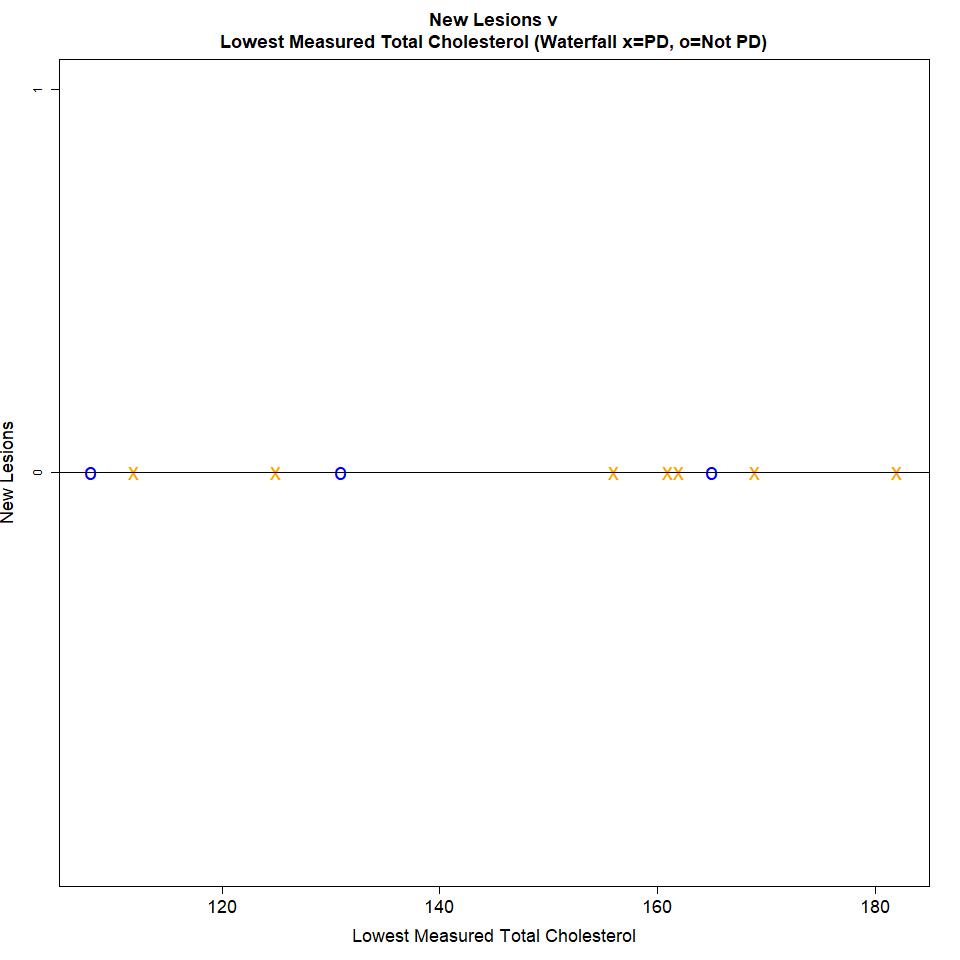 New Lesions v
Lowest Measured Total Cholesterol (Waterfall x=PD, o=Not PD)
1
New Lesions
0
o x x o x x x o x x
120 140 160 180
Lowest Measured Total Cholesterol